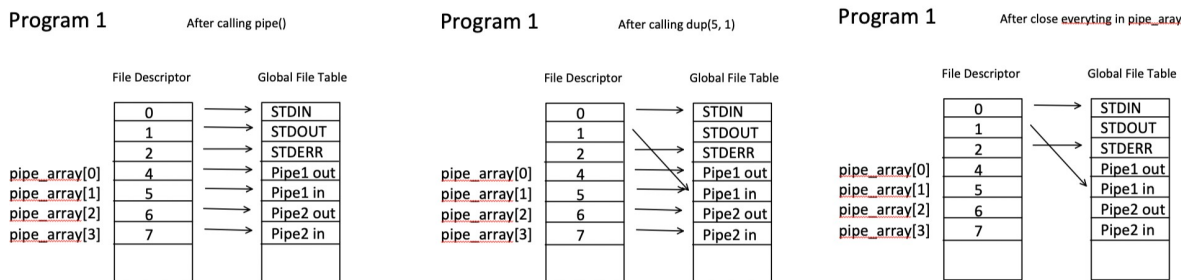 Program 1
After calling pipe()
File Descriptor
Global File Table
0
STDIN
1
STDOUT
2
STDERR
pipe_array[0]
4
Pipe1 out
pipe_array[1]
5
Pipe1 in
pipe_array[2]
6
Pipe2 out
pipe_array[3]
7
Pipe2 in
Program 1
After calling dup(5, 1)
File Descriptor
Global File Table
0
STDIN
1
STDOUT
2
STDERR
pipe_array[0]
4
Pipe1 out
pipe_array[1]
5
Pipe1 in
pipe_array[2]
6
Pipe2 out
pipe_array[3]
7
Pipe2 in
Program 1
After close everyting in pipe_aray
File Descriptor
Global File Table
0
STDIN
1
STDOUT
2
STDERR
pipe_array[0]
4
Pipe1 out
pipe_array[1]
5
Pipe1 in
pipe_array[2]
6
Pipe2 out
pipe_array[3]
7
Pipe2 in